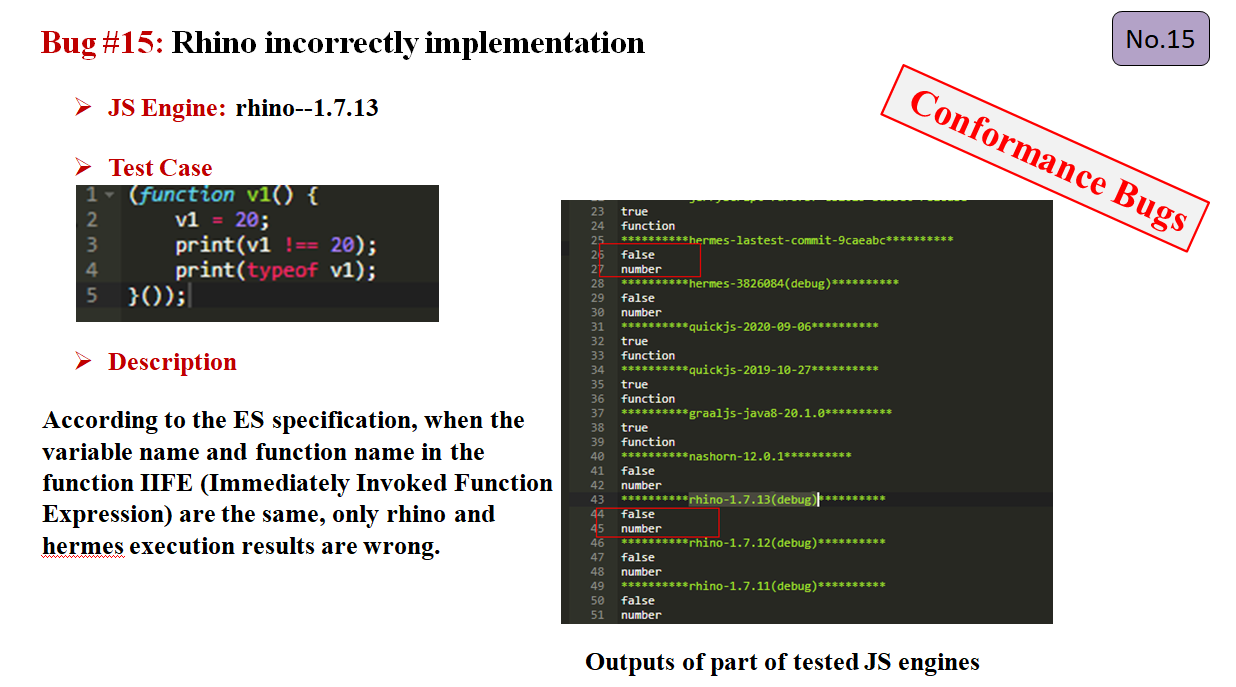 Bug #15: Rhino incorrectly implementation
No.15
Conformance Bugs
➢ JS Engine: rhino--1.7.13
➢ Test Case
1 (function v1() {
2 v1 = 20;
3 print(v1 !== 20);
4 print(typeof v1);
5 }());
➢ Description
According to the ES specification, when the
variable name and function name in the
function IIFE (Immediately Invoked Function
Expression) are the same, only rhino and
hermes execution results are wrong.
23 true
24 function
25 **********hermes-lastest-commit-9caeabc**********
26 false
27 number
28 **********hermes-3826084(debug)**********
29 false
30 number
31 **********quickjs-2020-09-06**********
32 true
33 function
34 **********quickjs-2019-10-27**********
35 true
36 function
37 **********graaljs-java8-20.1.0**********
38 true
39 function
40 **********nashorn-12.0.1**********
41 false
42 number
43 **********rhino-1.7.13(debug)**********
44 false
45 number
46 **********rhino-1.7.12(debug)**********
47 false
48 number
49 **********rhino-1.7.11(debug)**********
50 false
51 number
Outputs of part of tested JS engines